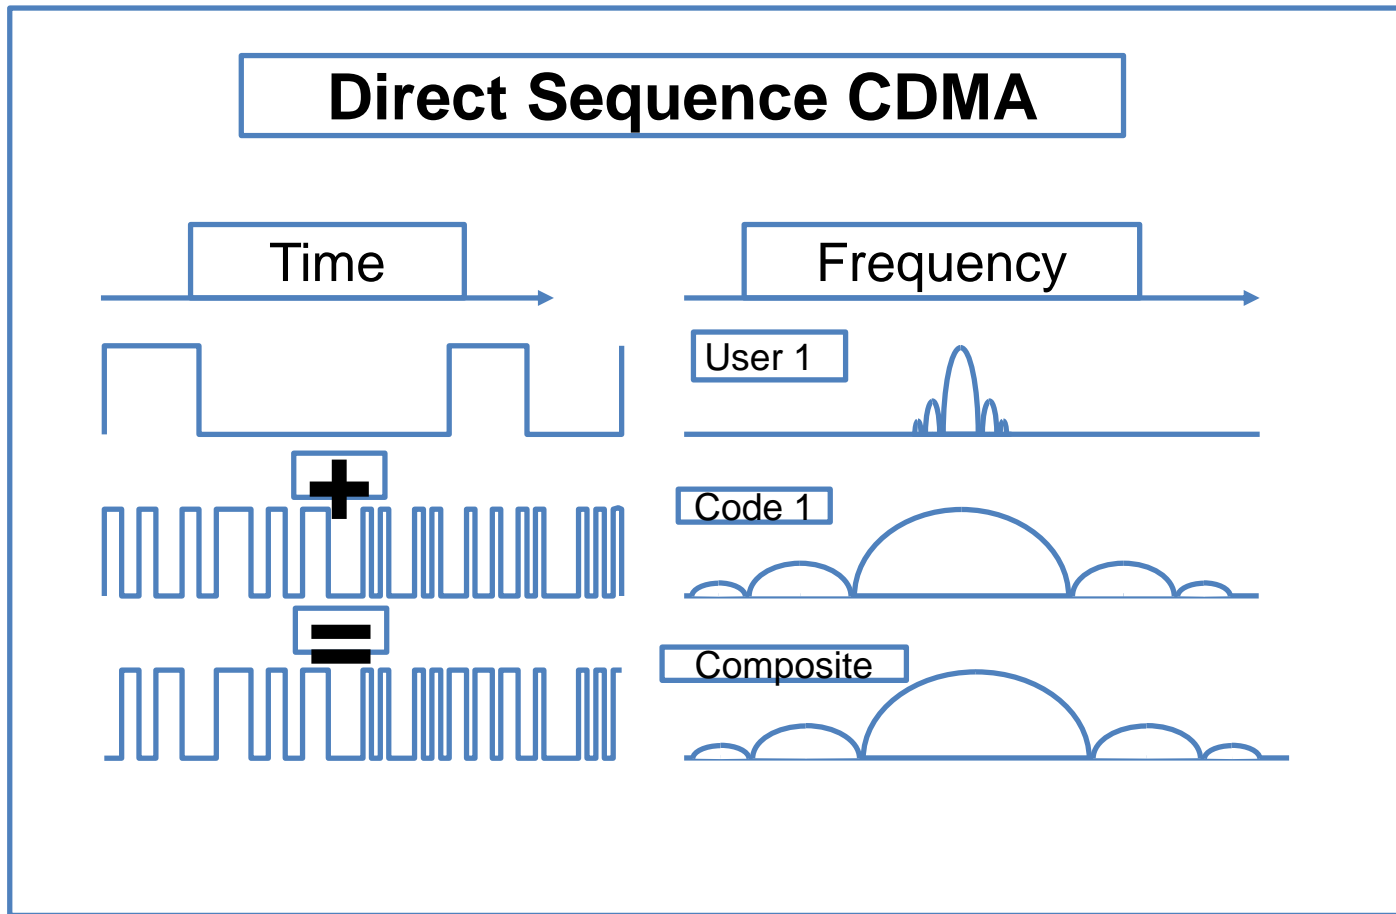 Direct Sequence CDMA
Time
Frequency
User 1
+
Code 1
=
Composite